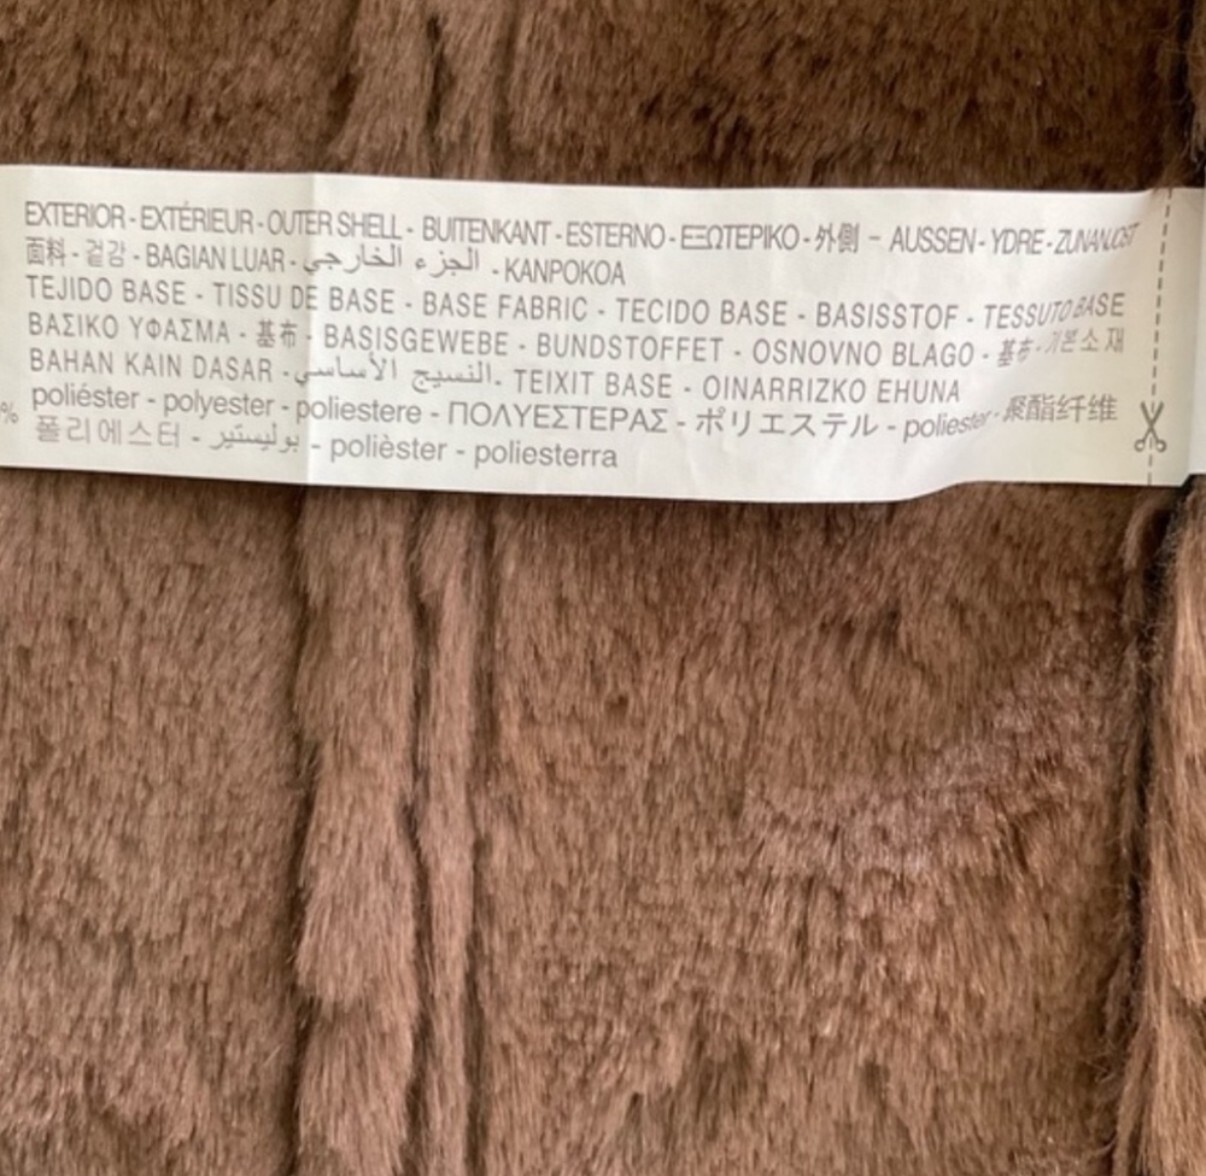 EXTERIOR - EXTÉRIEUR - OUTER SHELL - BUITENKANT - ESTERNO - ΕΞΩΤΕΡΙΚΟ - 外側 - AUSSEN - YDRE - ZUNANJOST
面料 - 겉감 - BAGIAN LUAR - الجزء الخارجي - KANPOKOA
TEJIDO BASE - TISSU DE BASE - BASE FABRIC - TECIDO BASE - BASISSTOF - TESSUTO BASE
ΒΑΣΙΚΟ ΥΦΑΣΜΑ - 基布 - BASISGEWEBE - BUNDSTOFFET - OSNOVNO BLAGO - 基布 - 기본 소재
BAHAN KAIN DASAR - النسيج الأساسي. TEIXIT BASE - OINARRIZKO EHUNA
% poliéster - polyester - poliestere - ΠΟΛΥΕΣΤΕΡΑΣ - ポリエステル - poliester - 聚酯纤维
폴리에스터 - بوليستير - polièster - poliesterra